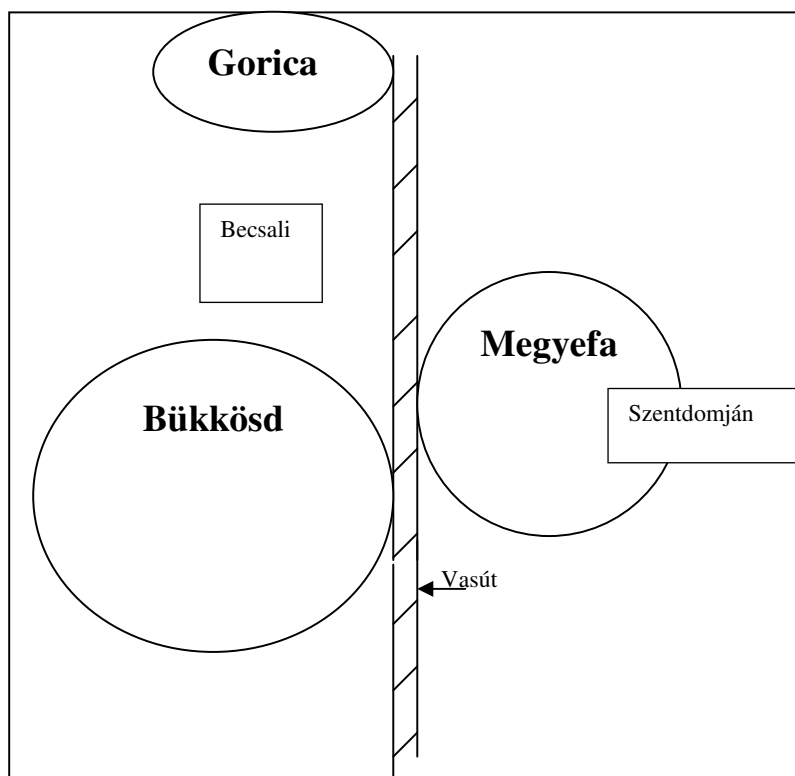 Gorica
Becsali
Megyefa
Bükkösd
Szentdomján
Vasút